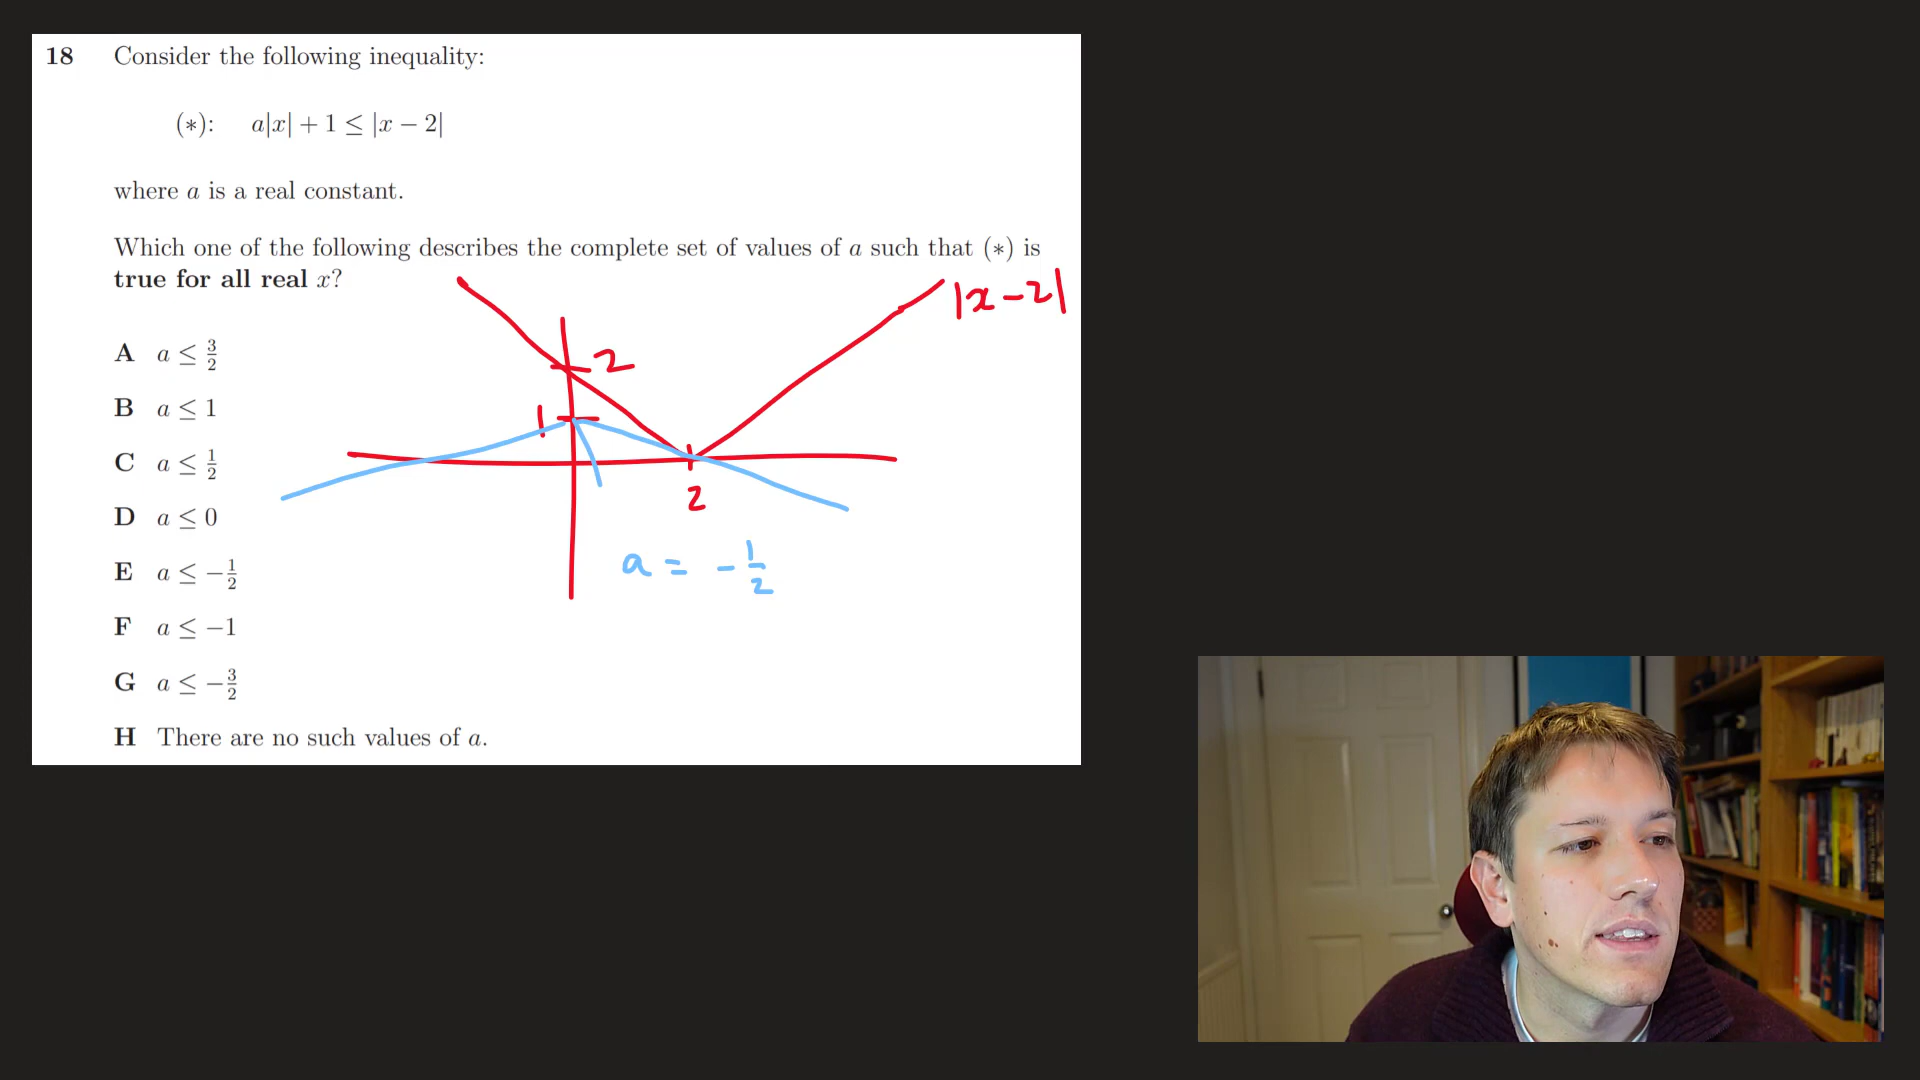 18 Consider the following inequality:
(∗): a|x| + 1 ≤ |x − 2|
where a is a real constant.
Which one of the following describes the complete set of values of a such that (∗) is
true for all real x?
|x−2|
A a ≤ 3/2
2
B a ≤ 1
1
C a ≤ 1/2
2
D a ≤ 0
a = −1/2
E a ≤ −1/2
F a ≤ −1
G a ≤ −3/2
H There are no such values of a.